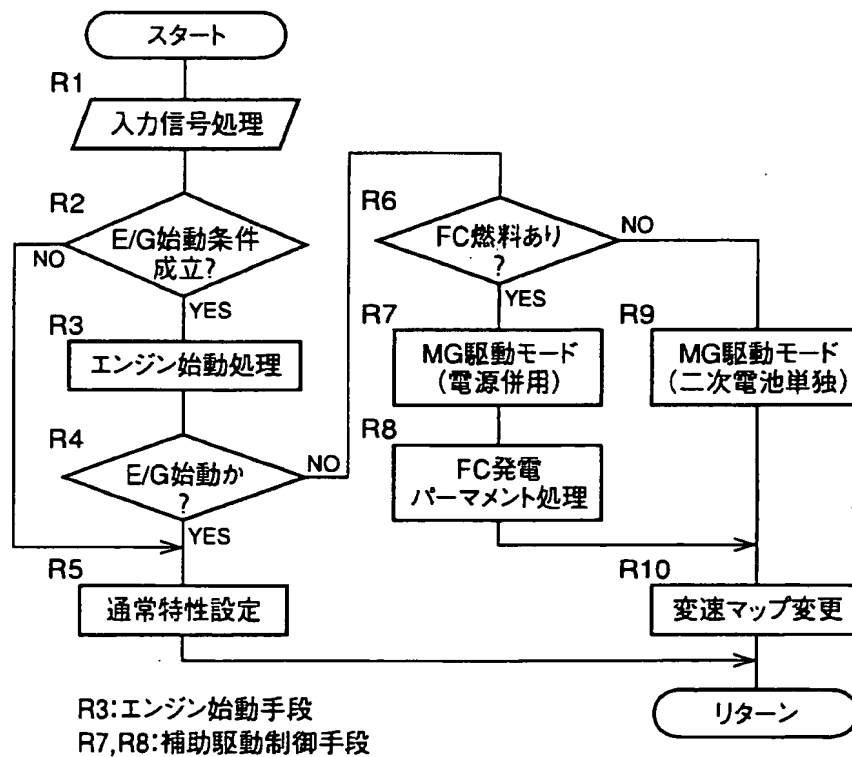 スタート
R1
入力信号処理
R2
E/G始動条件
成立?
NO
YES
R3
エンジン始動処理
R4
E/G始動か
?
NO
YES
R5
通常特性設定
R6
FC燃料あり
?
NO
YES
R7
MG駆動モード
(電源併用)
R8
FC発電
パーマメント処理
R9
MG駆動モード
(二次電池単独)
R10
変速マップ変更
リターン
R3:エンジン始動手段
R7,R8:補助駆動制御手段